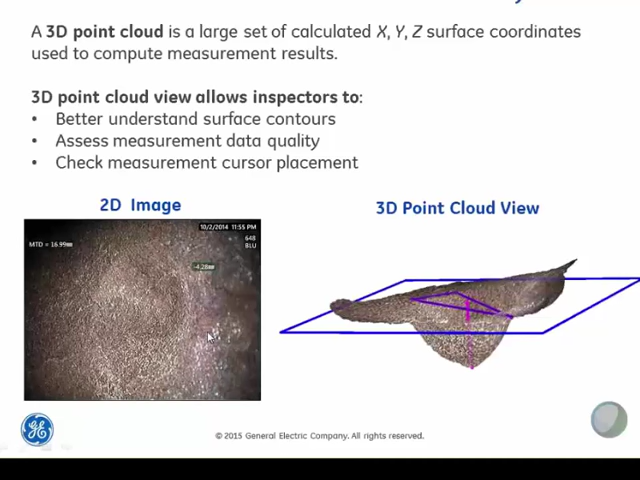 A 3D point cloud is a large set of calculated X, Y, Z surface coordinates
used to compute measurement results.
3D point cloud view allows inspectors to:
• Better understand surface contours
• Assess measurement data quality
• Check measurement cursor placement
2D Image
3D Point Cloud View
10/2/2014 11:55 PM
MTD = 16.99mm
648
BLU
-4.28mm
GE
© 2015 General Electric Company. All rights reserved.